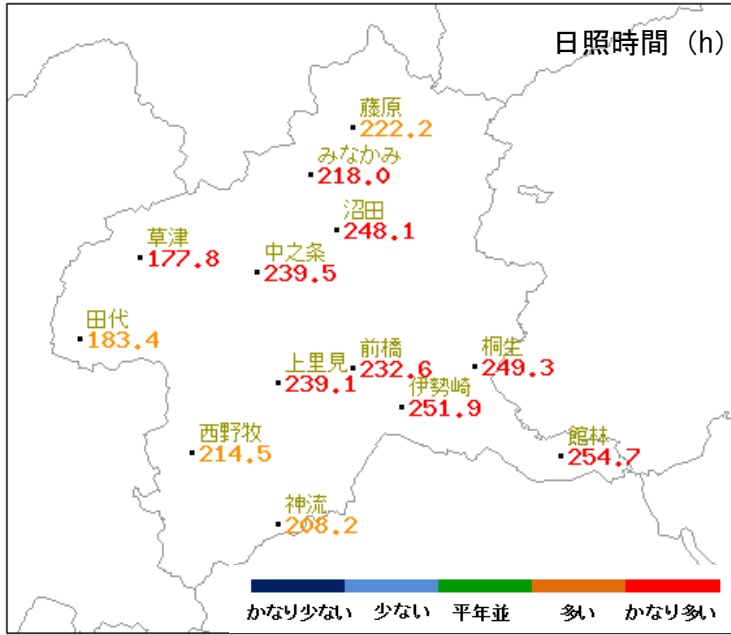 日照時間（h）
藤原
222.2
みなかみ
218.0
沼田
248.1
草津
177.8
中之条
239.5
田代
183.4
前橋
232.6
桐生
249.3
上里見
239.1
伊勢崎
251.9
西野牧
214.5
館林
254.7
神流
208.2
かなり少ない 少ない 平年並 多い かなり多い